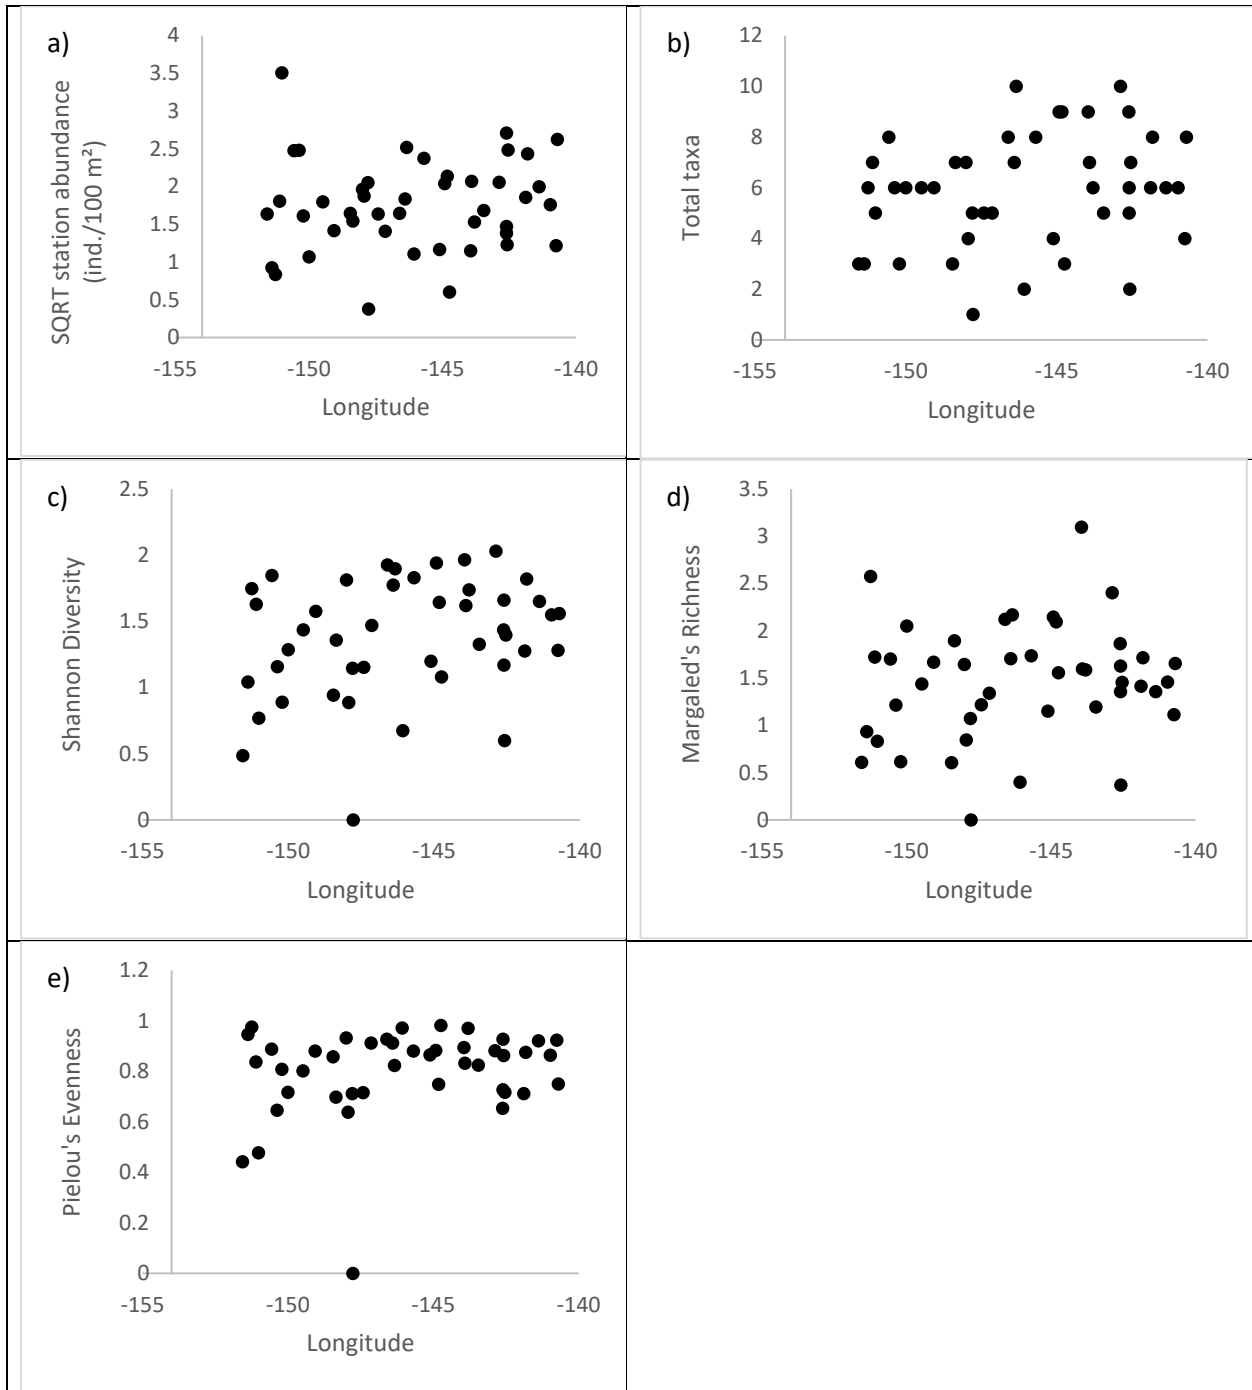 a)
SQRT station abundance
(ind./100 m²)
4
3.5
3
2.5
2
1.5
1
0.5
0
-155 -150 -145 -140
Longitude
b)
Total taxa
12
10
8
6
4
2
0
-155 -150 -145 -140
Longitude
c)
Shannon Diversity
2.5
2
1.5
1
0.5
0
-155 -150 -145 -140
Longitude
d)
Margaled's Richness
3.5
3
2.5
2
1.5
1
0.5
0
-155 -150 -145 -140
Longitude
e)
Pielou's Evenness
1.2
1
0.8
0.6
0.4
0.2
0
-155 -150 -145 -140
Longitude